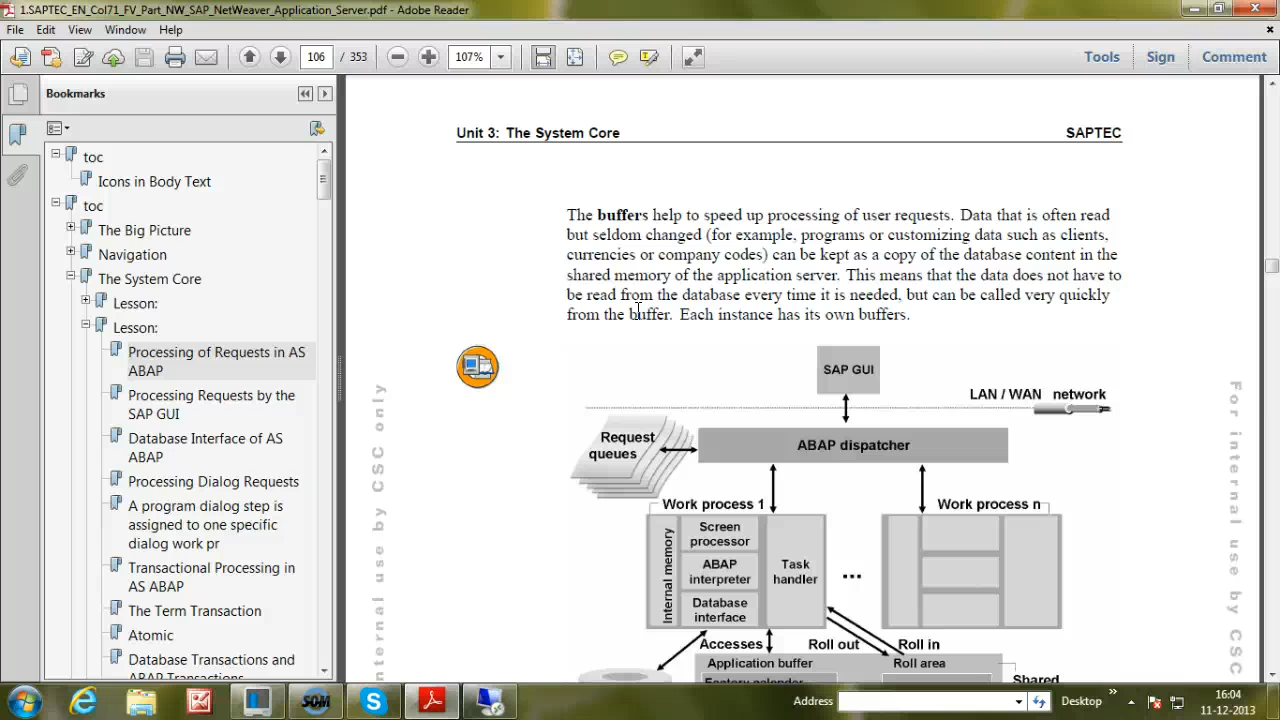 1.SAPTEC_EN_Col71_FV_Part_NW_SAP_NetWeaver_Application_Server.pdf - Adobe Reader
File Edit View Window Help
106 / 353 107% Tools Sign Comment
Bookmarks
toc
Icons in Body Text
toc
The Big Picture
Navigation
The System Core
Lesson:
Lesson:
Processing of Requests in AS
ABAP
Processing Requests by the
SAP GUI
Database Interface of AS
ABAP
Processing Dialog Requests
A program dialog step is
assigned to one specific
dialog work pr
Transactional Processing in
AS ABAP
The Term Transaction
Atomic
Database Transactions and
ABAP Transactions
Unit 3: The System Core SAPTEC
The buffers help to speed up processing of user requests. Data that is often read
but seldom changed (for example, programs or customizing data such as clients,
currencies or company codes) can be kept as a copy of the database content in the
shared memory of the application server. This means that the data does not have to
be read from the database every time it is needed, but can be called very quickly
from the buffer. Each instance has its own buffers.
SAP GUI
LAN / WAN network
Request
queues
ABAP dispatcher
Work process 1
Work process n
Internal memory
Screen
processor
ABAP
interpreter
Database
interface
Task
handler
...
Accesses
Roll out
Roll in
Application buffer
Roll area
Factory calendar
Shared
nternal use by CSC only
For internal use by CSC
SOM
Address
Desktop
16:04
11-12-2013